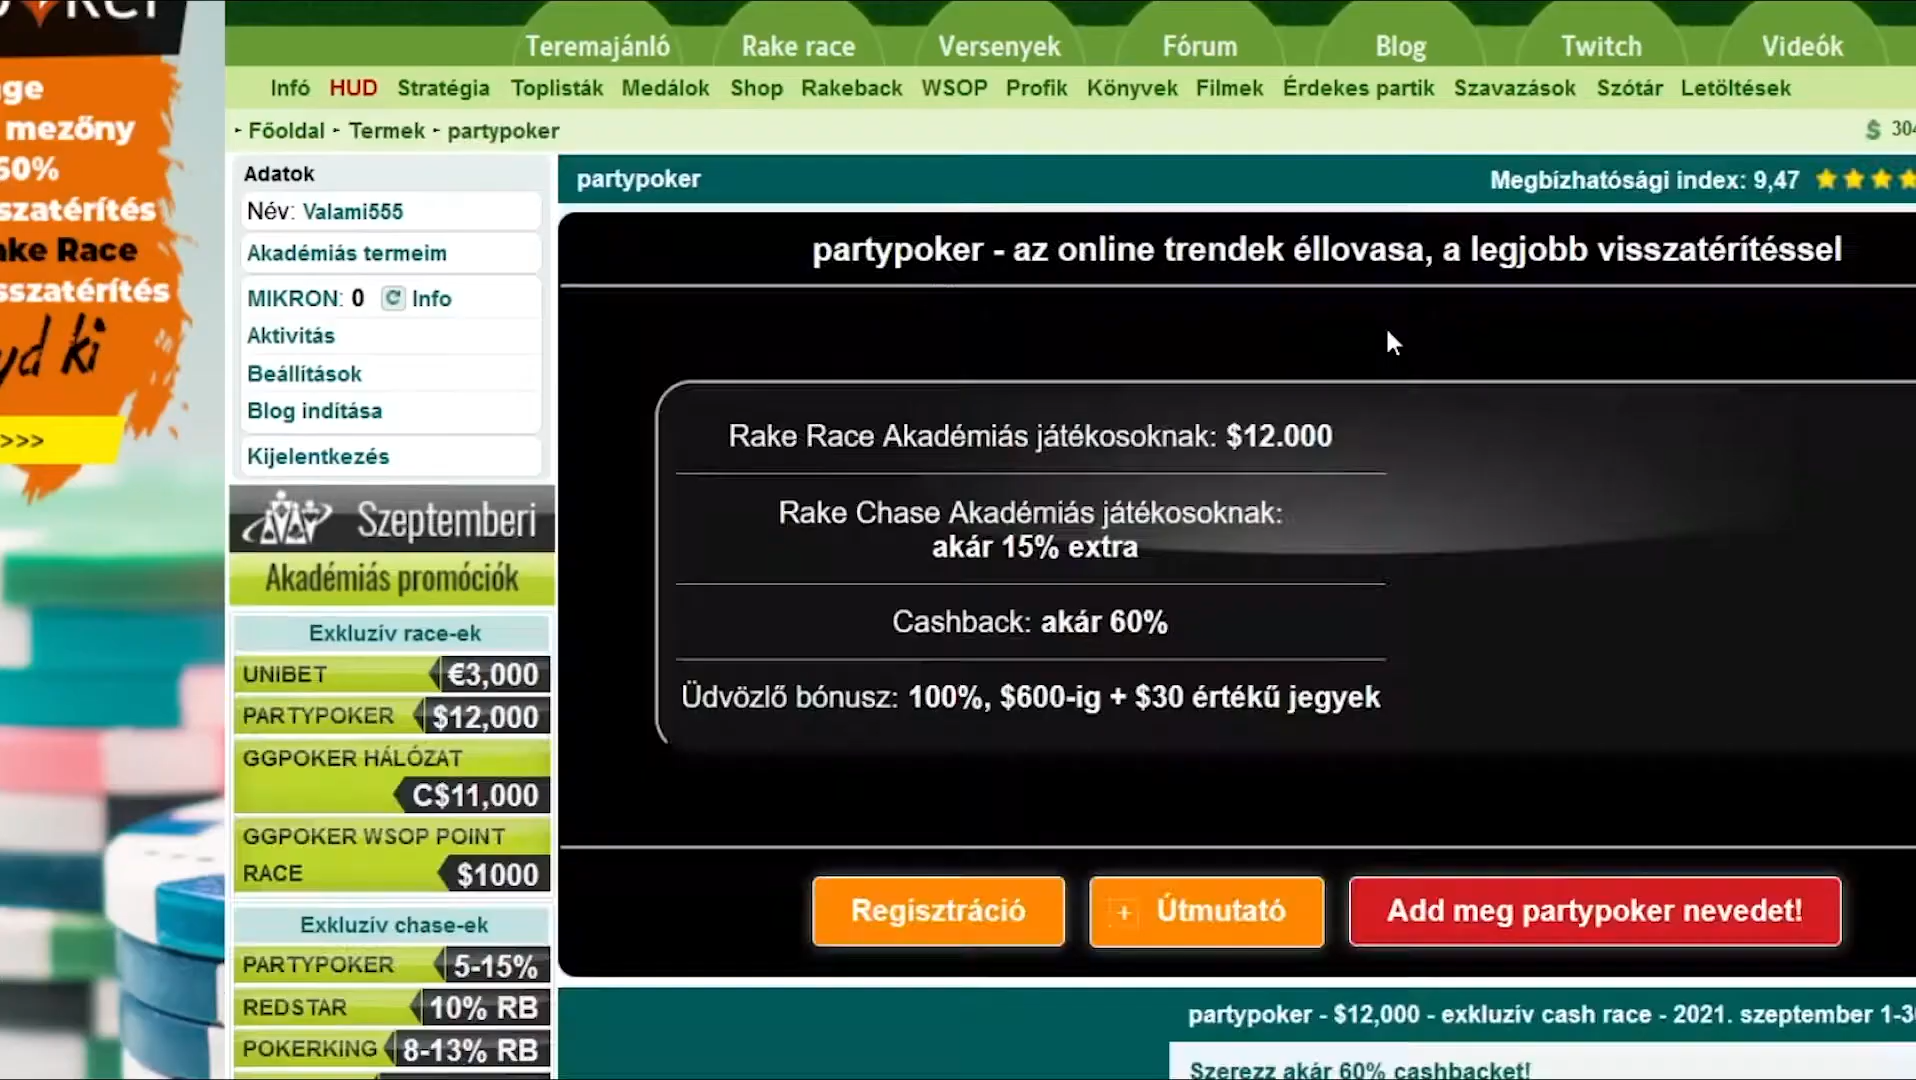 Teremajánló Rake race Versenyek Fórum Blog Twitch Videók
Infó HUD Stratégia Toplisták Medálok Shop Rakeback WSOP Profik Könyvek Filmek Érdekes partik Szavazások Szótár Letöltések
Főoldal - Termek - partypoker
$ 304
mezőny
50%
Rake Race
yd ki
>>>
Adatok
Név: Valami555
Akadémiás termeim
MIKRON: 0 Info
Aktivitás
Beállítások
Blog indítása
Kijelentkezés
Szeptemberi
Akadémiás promóciók
Exkluzív race-ek
UNIBET €3,000
PARTYPOKER $12,000
GGPOKER HÁLÓZAT
C$11,000
GGPOKER WSOP POINT
RACE $1000
Exkluzív chase-ek
PARTYPOKER 5-15%
REDSTAR 10% RB
POKERKING 8-13% RB
partypoker Megbízhatósági index: 9,47
partypoker - az online trendek éllovasa, a legjobb visszatérítéssel
Rake Race Akadémiás játékosoknak: $12.000
Rake Chase Akadémiás játékosoknak:
akár 15% extra
Cashback: akár 60%
Üdvözlő bónusz: 100%, $600-ig + $30 értékű jegyek
Regisztráció + Útmutató Add meg partypoker nevedet!
partypoker - $12,000 - exkluzív cash race - 2021. szeptember 1-3
Szerezz akár 60% cashbacket!